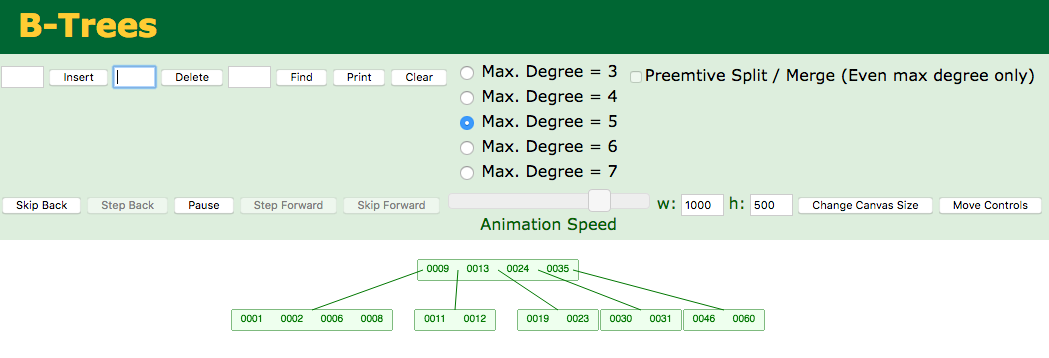 B-Trees
Insert Delete Find Print Clear
Max. Degree = 3
Max. Degree = 4
Max. Degree = 5
Max. Degree = 6
Max. Degree = 7
Preemtive Split / Merge (Even max degree only)
Skip Back Step Back Pause Step Forward Skip Forward
Animation Speed
w: 1000 h: 500 Change Canvas Size Move Controls
0009 0013 0024 0035
0001 0002 0006 0008 0011 0012 0019 0023 0030 0031 0046 0060